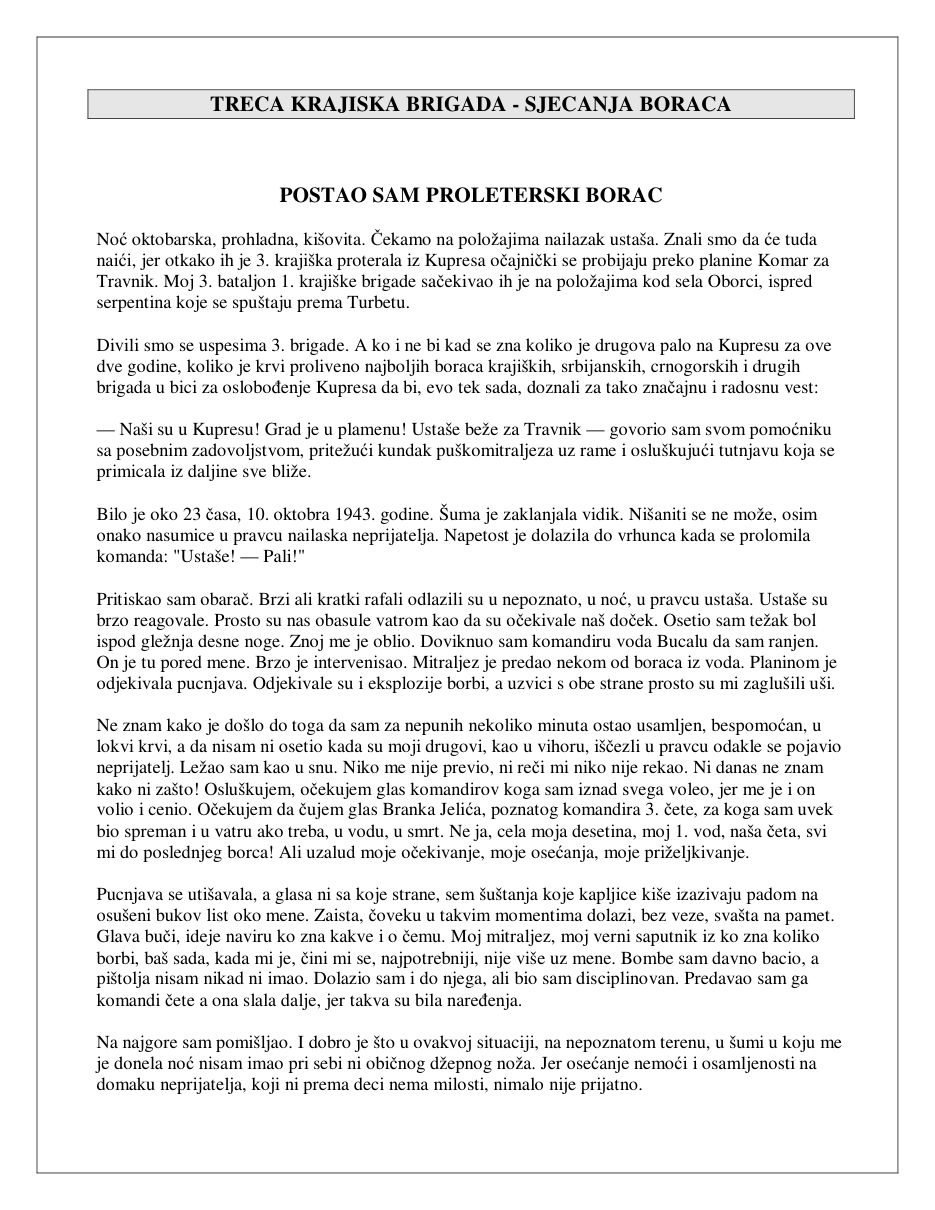 TRECA KRAJISKA BRIGADA - SJECANJA BORACA
POSTAO SAM PROLETERSKI BORAC
Noć oktobarska, prohladna, kišovita. Čekamo na položajima nailazak ustaša. Znali smo da će tuda
naići, jer otkako ih je 3. krajiška proterala iz Kupresa očajnički se probijaju preko planine Komar za
Travnik. Moj 3. bataljon 1. krajiške brigade sačekivao ih je na položajima kod sela Oborci, ispred
serpentina koje se spuštaju prema Turbetu.
Divili smo se uspesima 3. brigade. A ko i ne bi kad se zna koliko je drugova palo na Kupresu za ove
dve godine, koliko je krvi proliveno najboljih boraca krajiških, srbijanskih, crnogorskih i drugih
brigada u bici za oslobođenje Kupresa da bi, evo tek sada, doznali za tako značajnu i radosnu vest:
— Naši su u Kupresu! Grad je u plamenu! Ustaše beže za Travnik — govorio sam svom pomoćniku
sa posebnim zadovoljstvom, pritežući kundak puškomitraljeza uz rame i osluškujući tutnjavu koja se
primicala iz daljine sve bliže.
Bilo je oko 23 časa, 10. oktobra 1943. godine. Šuma je zaklanjala vidik. Nišaniti se ne može, osim
onako nasumice u pravcu nailaska neprijatelja. Napetost je dolazila do vrhunca kada se prolomila
komanda: "Ustaše! — Pali!"
Pritiskao sam obarač. Brzi ali kratki rafali odlazili su u nepoznato, u noć, u pravcu ustaša. Ustaše su
brzo reagovale. Prosto su nas obasule vatrom kao da su očekivale naš doček. Osetio sam težak bol
ispod gležnja desne noge. Znoj me je oblio. Doviknuo sam komandiru voda Bucalu da sam ranjen.
On je tu pored mene. Brzo je intervenisao. Mitraljez je predao nekom od boraca iz voda. Planinom je
odjekivala pucnjava. Odjekivale su i eksplozije borbi, a uzvici s obe strane prosto su mi zaglušili uši.
Ne znam kako je došlo do toga da sam za nepunih nekoliko minuta ostao usamljen, bespomoćan, u
lokvi krvi, a da nisam ni osetio kada su moji drugovi, kao u vihoru, iščezli u pravcu odakle se pojavio
neprijatelj. Ležao sam kao u snu. Niko me nije previo, ni reči mi niko nije rekao. Ni danas ne znam
kako ni zašto! Osluškujem, očekujem glas komandirov koga sam iznad svega voleo, jer me je i on
volio i cenio. Očekujem da čujem glas Branka Jelića, poznatog komandira 3. čete, za koga sam uvek
bio spreman i u vatru ako treba, u vodu, u smrt. Ne ja, cela moja desetina, moj 1. vod, naša četa, svi
mi do poslednjeg borca! Ali uzalud moje očekivanje, moje osećanja, moje priželjkivanje.
Pucnjava se utišavala, a glasa ni sa koje strane, sem šuštanja koje kapljice kiše izazivaju padom na
osušeni bukov list oko mene. Zaista, čoveku u takvim momentima dolazi, bez veze, svašta na pamet.
Glava buči, ideje naviru ko zna kakve i o čemu. Moj mitraljez, moj verni saputnik iz ko zna koliko
borbi, baš sada, kada mi je, čini mi se, najpotrebniji, nije više uz mene. Bombe sam davno bacio, a
pištolja nisam nikad ni imao. Dolazio sam i do njega, ali bio sam disciplinovan. Predavao sam ga
komandi čete a ona slala dalje, jer takva su bila naređenja.
Na najgore sam pomišljao. I dobro je što u ovakvoj situaciji, na nepoznatom terenu, u šumi u koju me
je donela noć nisam imao pri sebi ni običnog džepnog noža. Jer osećanje nemoći i osamljenosti na
domaku neprijatelja, koji ni prema deci nema milosti, nimalo nije prijatno.